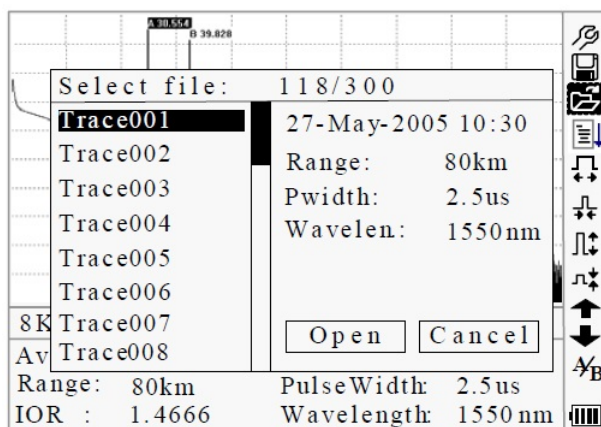 A 30.554
B 39.828
Select file: 118/300
Trace001
Trace002
Trace003
Trace004
Trace005
Trace006
Trace007
Trace008
27-May-2005 10:30
Range: 80km
Pwidth: 2.5us
Wavelen.: 1550nm
Open Cancel
8K
Av
Range: 80km PulseWidth: 2.5us
IOR : 1.4666 Wavelength: 1550nm
A/B